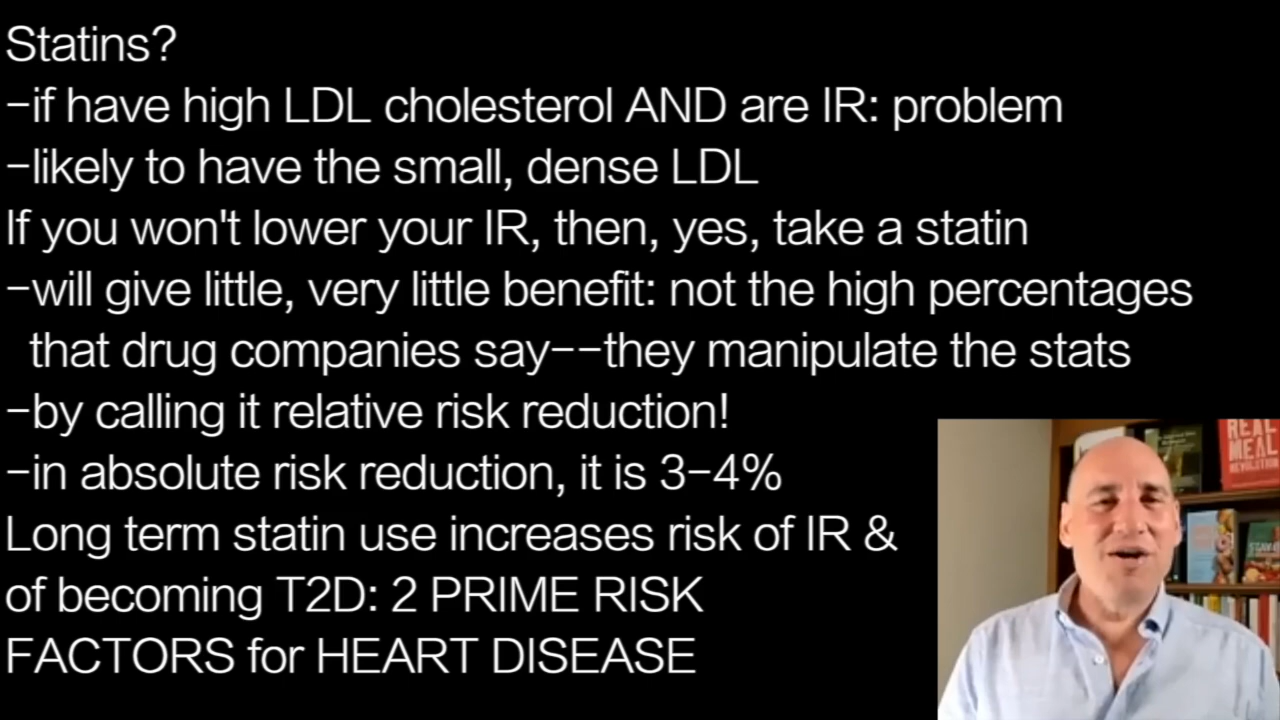 Statins?
-if have high LDL cholesterol AND are IR: problem
-likely to have the small, dense LDL
If you won't lower your IR, then, yes, take a statin
-will give little, very little benefit: not the high percentages
that drug companies say--they manipulate the stats
-by calling it relative risk reduction!
-in absolute risk reduction, it is 3-4%
Long term statin use increases risk of IR &
of becoming T2D: 2 PRIME RISK
FACTORS for HEART DISEASE
REAL
MEAL
REVOLUTION